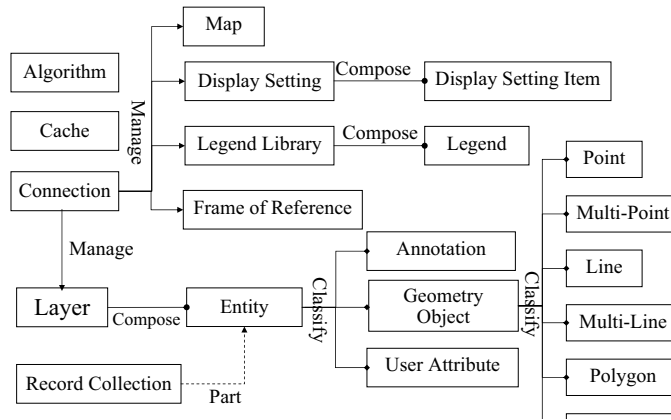 Map
Algorithm
Display Setting
Compose
Display Setting Item
Cache
Manage
Legend Library
Compose
Legend
Point
Connection
Frame of Reference
Multi-Point
Manage
Annotation
Line
Layer
Compose
Entity
Classify
Geometry
Object
Classify
Multi-Line
Record Collection
Part
User Attribute
Polygon